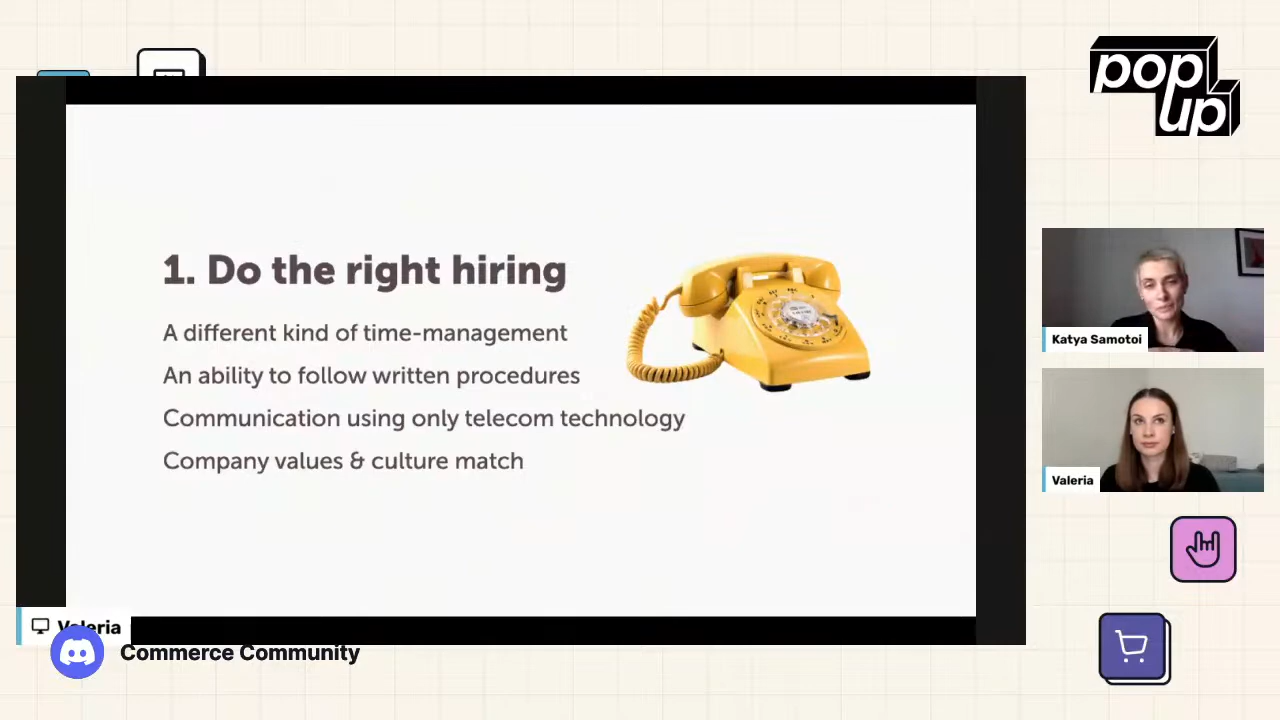 pop
up
1. Do the right hiring
A different kind of time-management
An ability to follow written procedures
Communication using only telecom technology
Company values & culture match
Katya Samotoi
Valeria
Valeria
Commerce Community